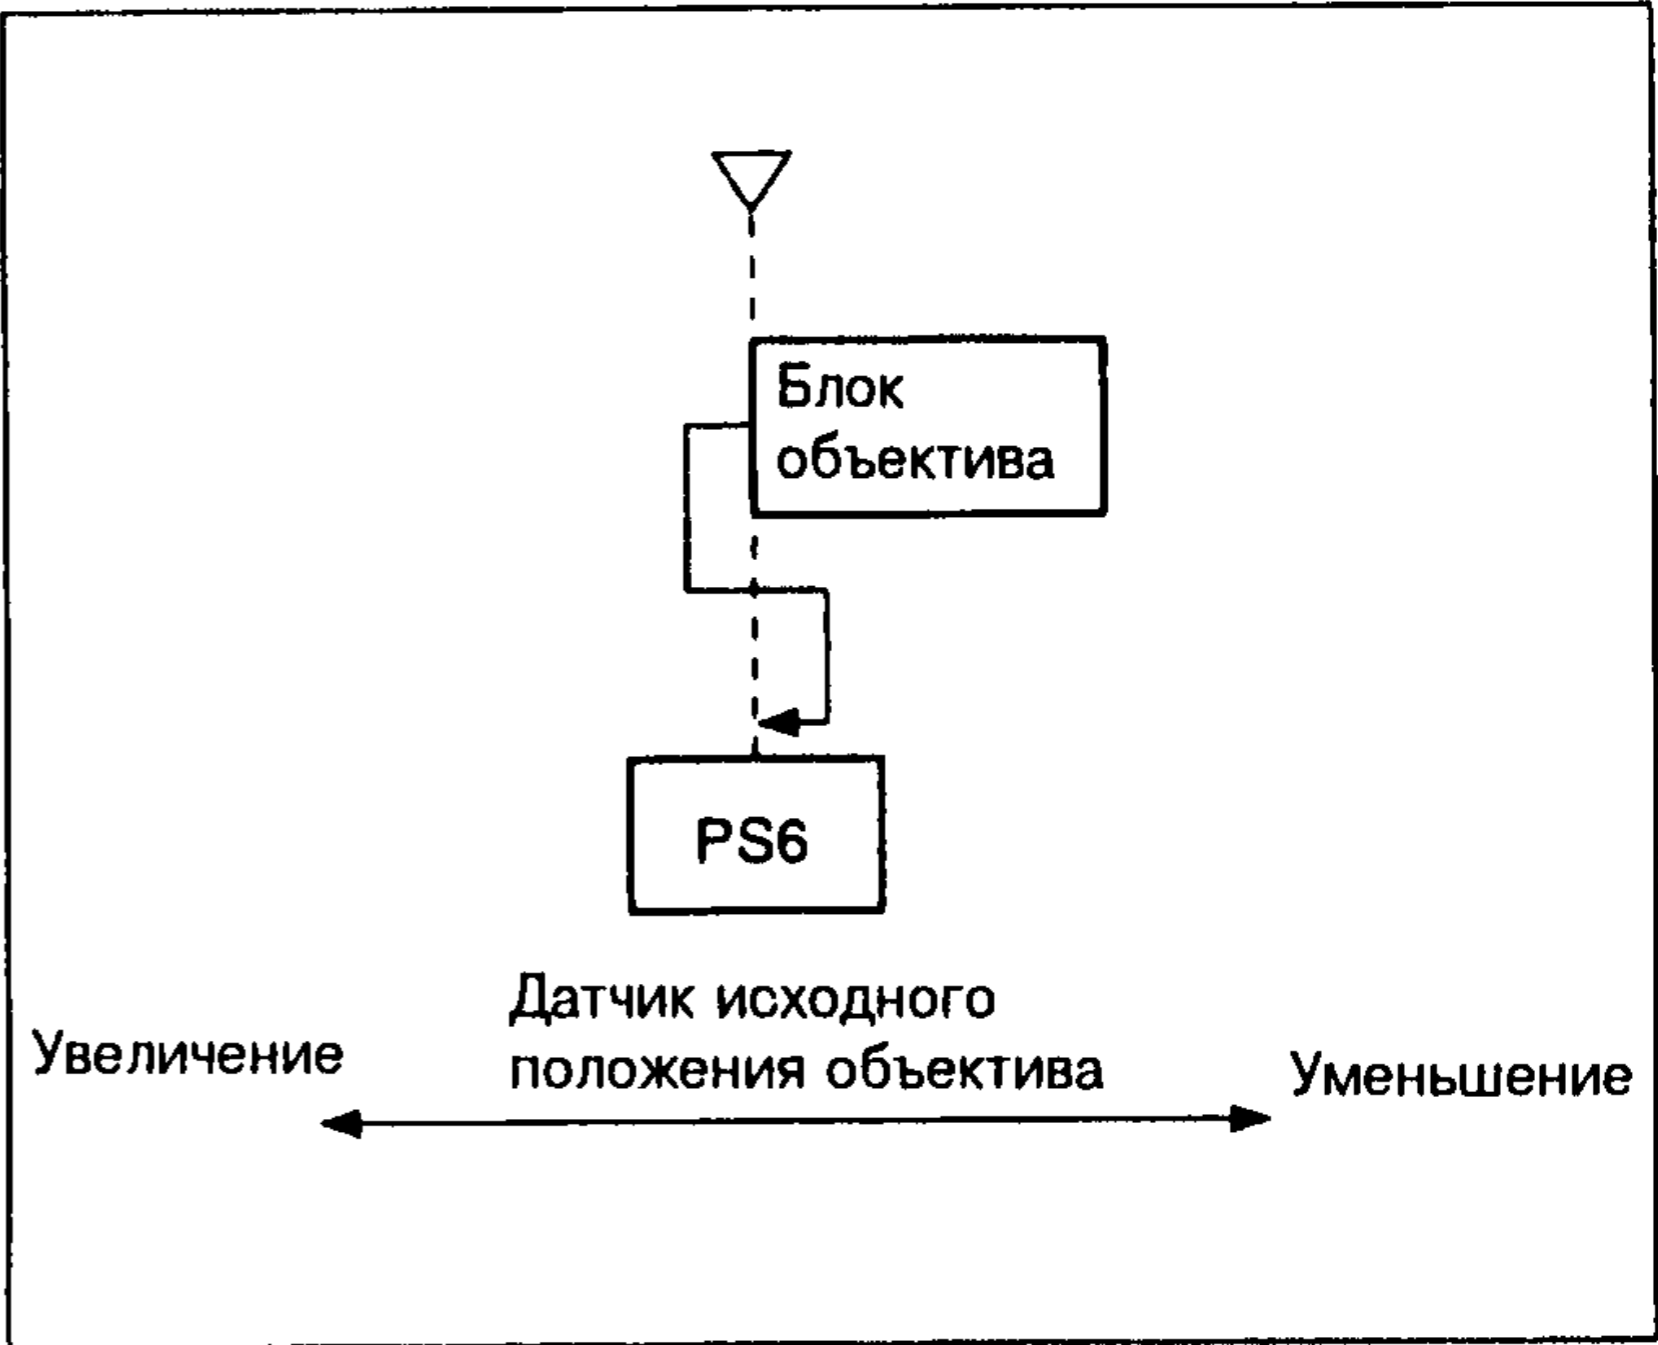 Блок
объектива
PS6
Датчик исходного
положения объектива
Увеличение
Уменьшение